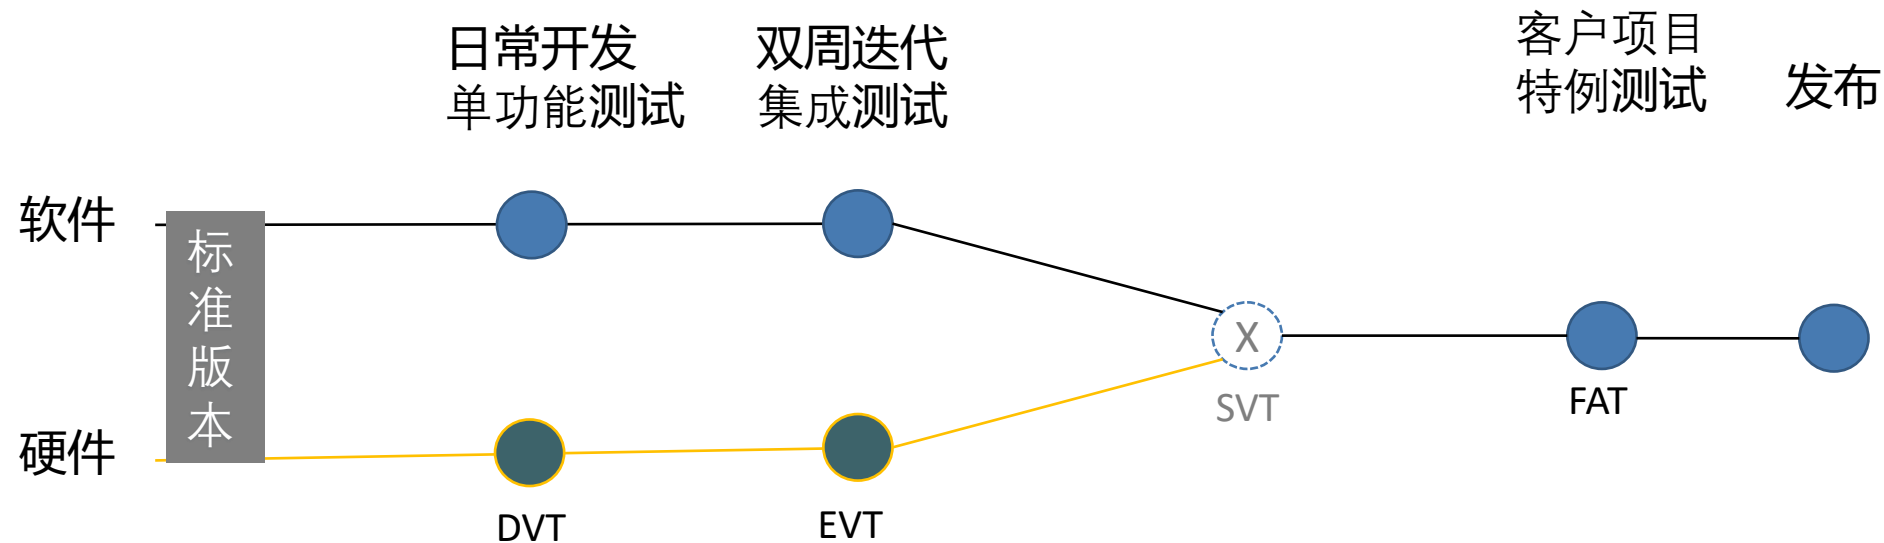 日常开发
单功能测试
双周迭代
集成测试
客户项目
特例测试
发布
软件
标
准
版
本
X
SVT
FAT
硬件
DVT
EVT